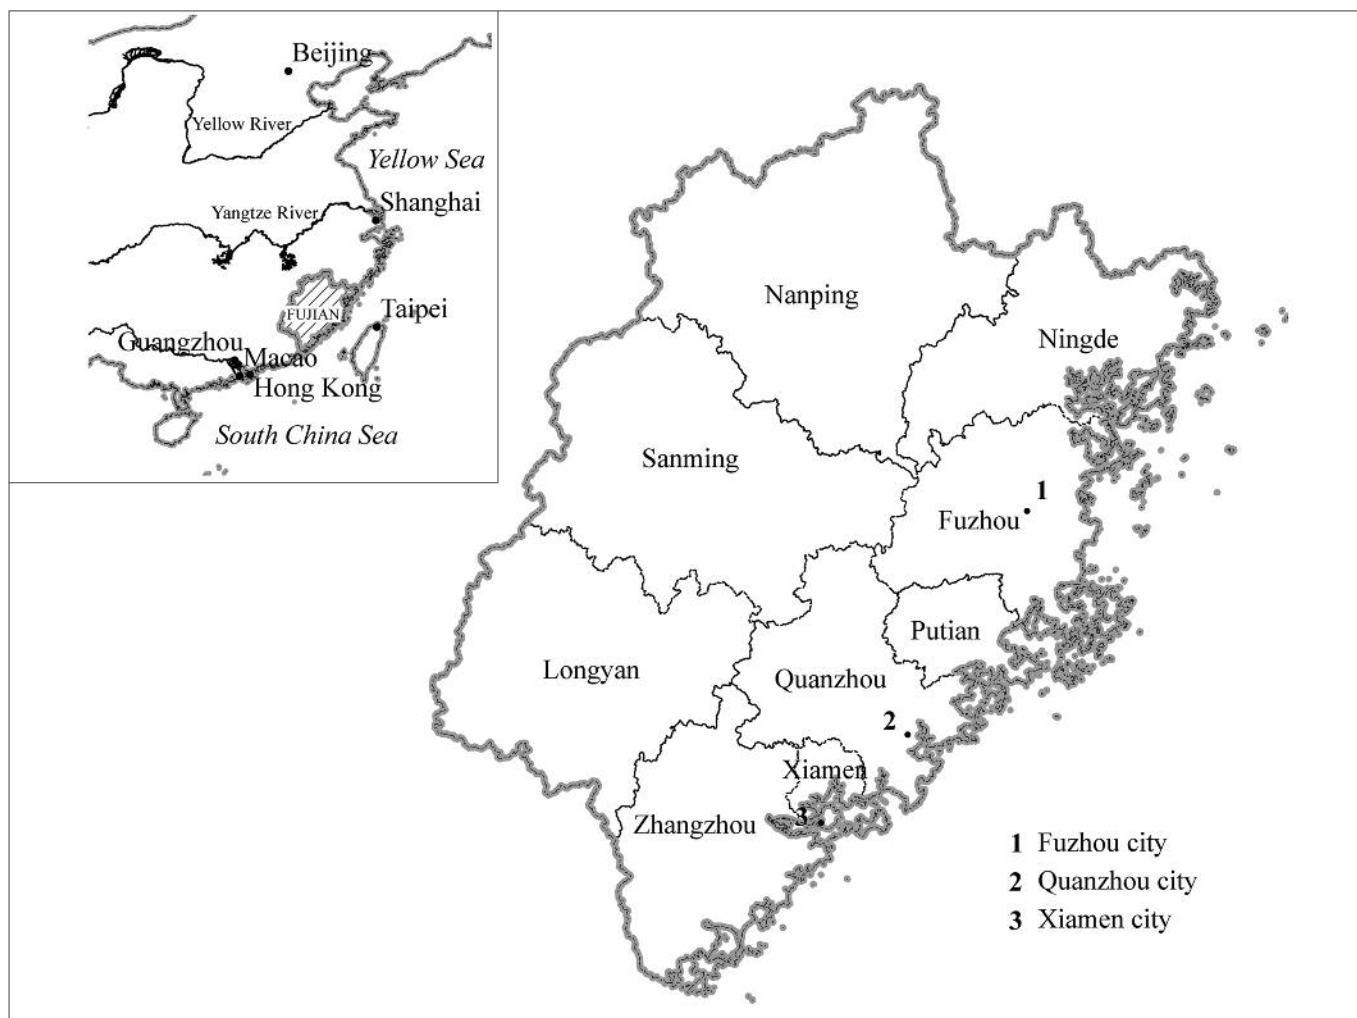 Beijing
Yellow River
Yellow Sea
Shanghai
Yangtze River
FUJIAN
Taipei
Guangzhou
Macao
Hong Kong
South China Sea
Nanping
Ningde
Sanming
1
Fuzhou
Putian
Longyan
Quanzhou
2
Xiamen
3
Zhangzhou
1 Fuzhou city
2 Quanzhou city
3 Xiamen city